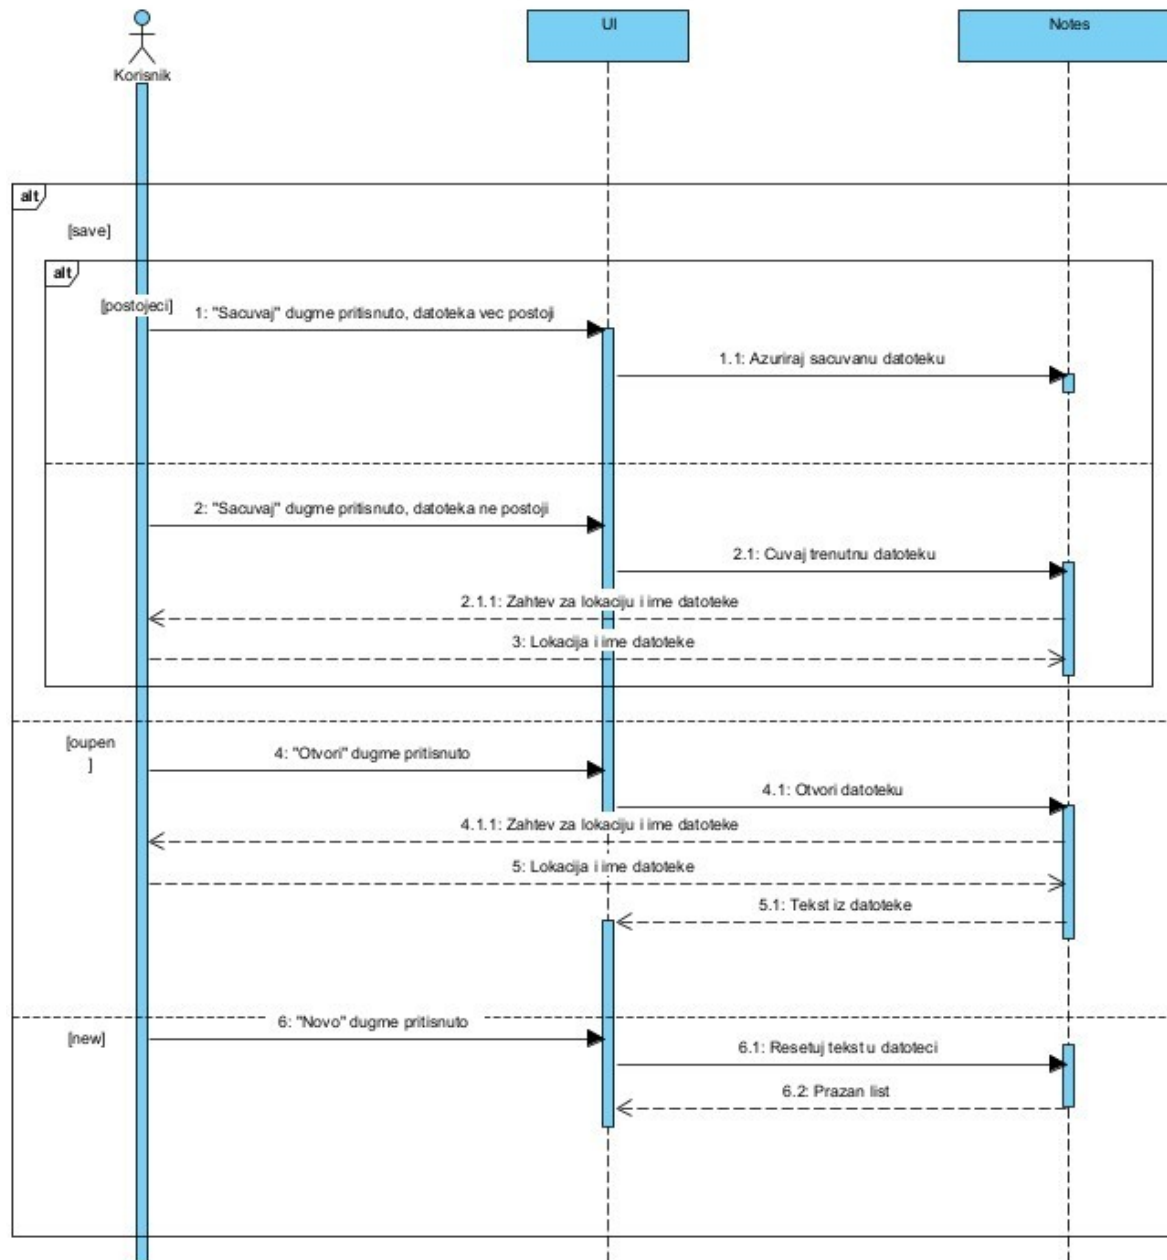 UI
Notes
Korisnik
alt
[save]
alt
[postojeci]
1: "Sacuvaj" dugme pritisnuto, datoteka vec postoji
1.1: Azuriraj sacuvanu datoteku
2: "Sacuvaj" dugme pritisnuto, datoteka ne postoji
2.1: Cuvaj trenutnu datoteku
2.1.1: Zahtev za lokaciju i ime datoteke
3: Lokacija i ime datoteke
[oupen
]
4: "Otvori" dugme pritisnuto
4.1: Otvori datoteku
4.1.1: Zahtev za lokaciju i ime datoteke
5: Lokacija i ime datoteke
5.1: Tekst iz datoteke
6: "Novo" dugme pritisnuto
[new]
6.1: Resetuj tekst u datoteci
6.2: Prazan list